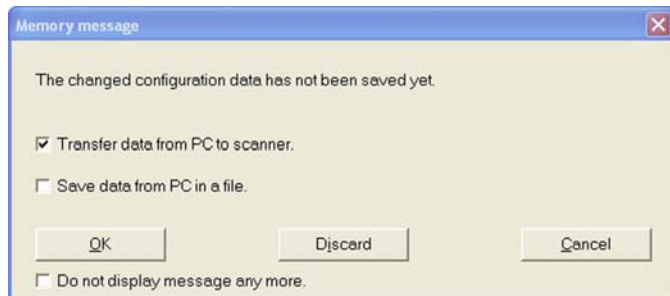 Memory message
The changed configuration data has not been saved yet.
Transfer data from PC to scanner.
Save data from PC in a file.
OK Discard Cancel
Do not display message any more.